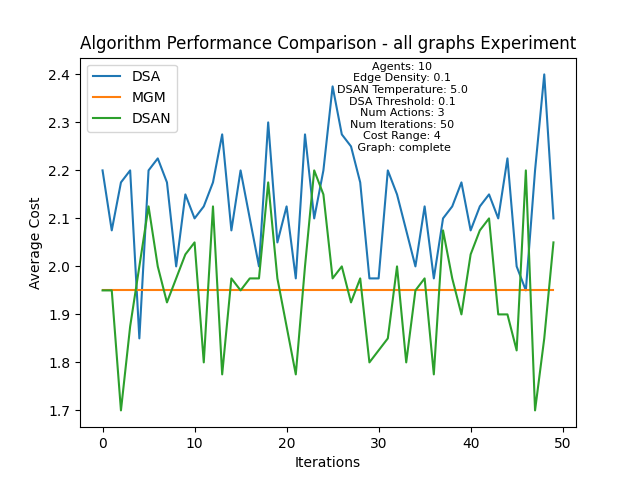 Algorithm Performance Comparison - all graphs Experiment
DSA
MGM
DSAN
Agents: 10
Edge Density: 0.1
DSAN Temperature: 5.0
DSA Threshold: 0.1
Num Actions: 3
Num Iterations: 50
Cost Range: 4
Graph: complete
Average Cost
2.4
2.3
2.2
2.1
2.0
1.9
1.8
1.7
0 10 20 30 40 50
Iterations